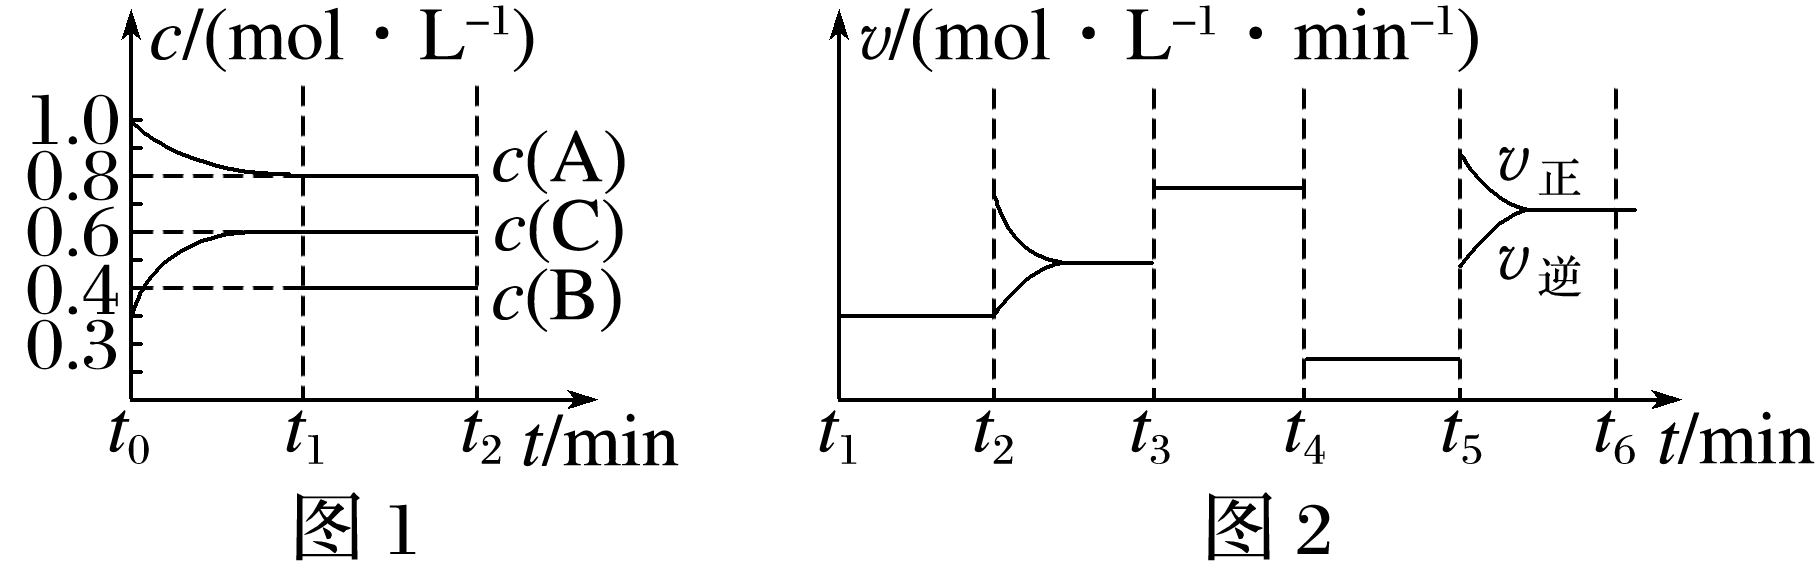 c/(mol·L⁻¹)
1.0
0.8
0.6
0.4
0.3
c(A)
c(C)
c(B)
t₀ t₁ t₂ t/min
图 1
v/(mol·L⁻¹·min⁻¹)
v正
v逆
t₁ t₂ t₃ t₄ t₅ t₆ t/min
图 2